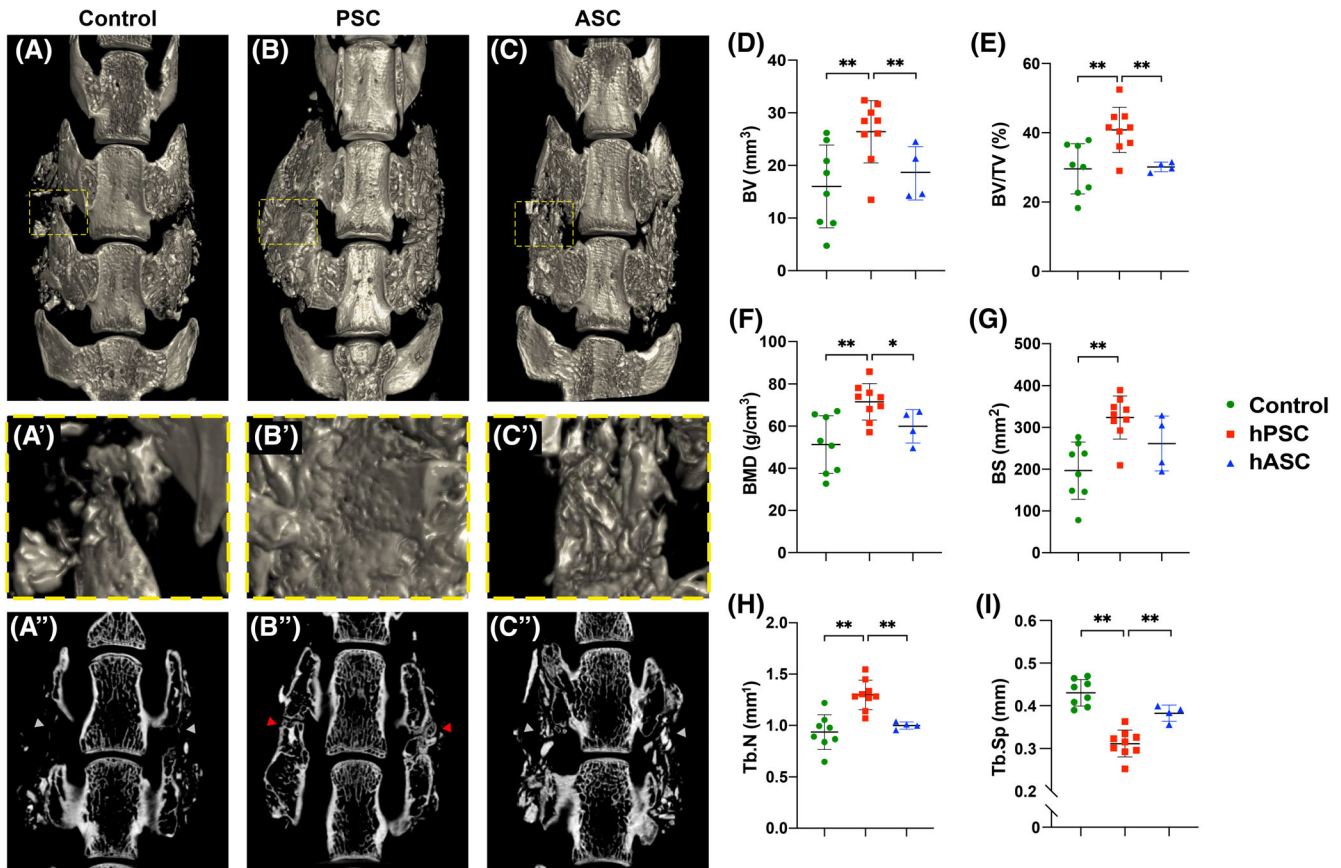 Control
PSC
ASC
(A)
(B)
(C)
(A')
(B')
(C')
(A'')
(B'')
(C'')
(D)
BV (mm³)
40
30
20
10
0
** **
(E)
BV/TV (%)
60
40
20
0
** **
(F)
BMD (g/cm³)
100
80
60
40
20
0
** *
(G)
BS (mm²)
500
400
300
200
100
0
**
Control
hPSC
hASC
(H)
Tb.N (mm¹)
2.0
1.5
1.0
0.5
0.0
** **
(I)
Tb.Sp (mm)
0.6
0.5
0.4
0.3
0.2
0
** **